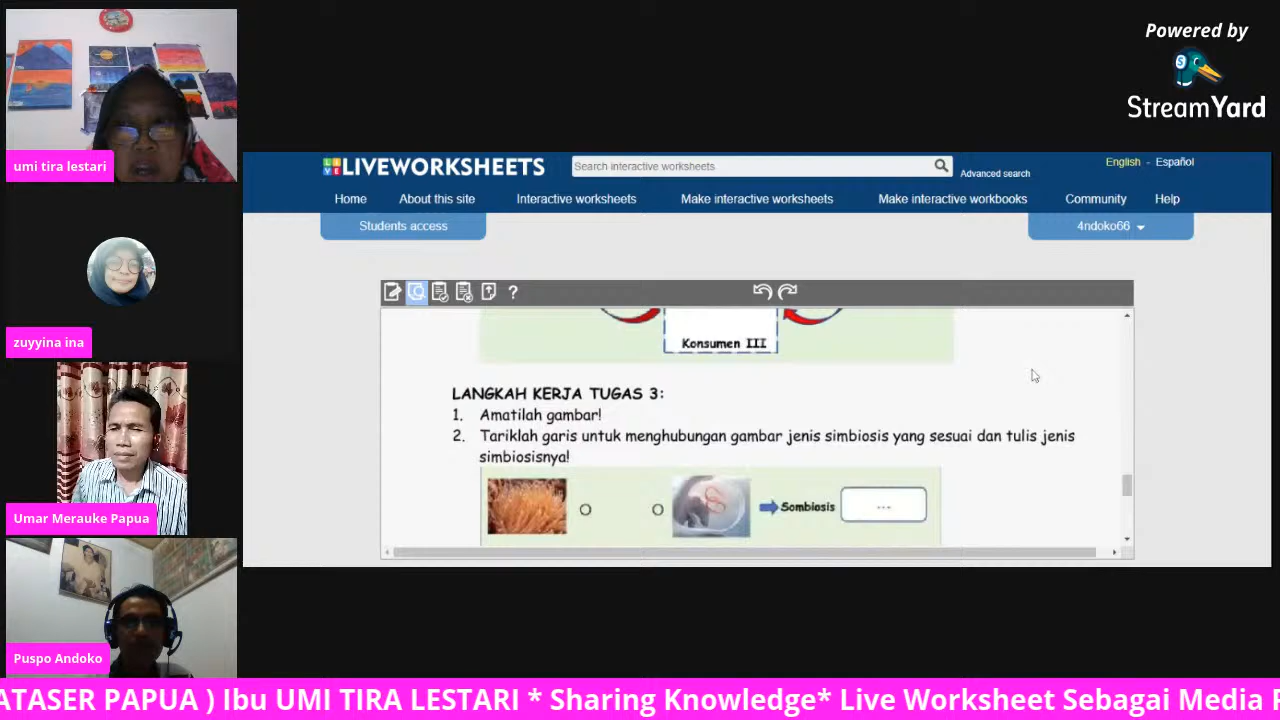 umi tira lestari
zuyyina ina
Umar Merauke Papua
Puspo Andoko
Powered by
StreamYard
LIVEWORKSHEETS
Search interactive worksheets
Advanced search
English - Español
Home About this site Interactive worksheets Make interactive worksheets Make interactive workbooks Community Help
Students access
4ndoko66
?
Konsumen III
LANGKAH KERJA TUGAS 3:
1. Amatilah gambar!
2. Tariklah garis untuk menghubungan gambar jenis simbiosis yang sesuai dan tulis jenis
simbiosisnya!
Sombiosis ...
ATASER PAPUA ) Ibu UMI TIRA LESTARI * Sharing Knowledge* Live Worksheet Sebagai Media